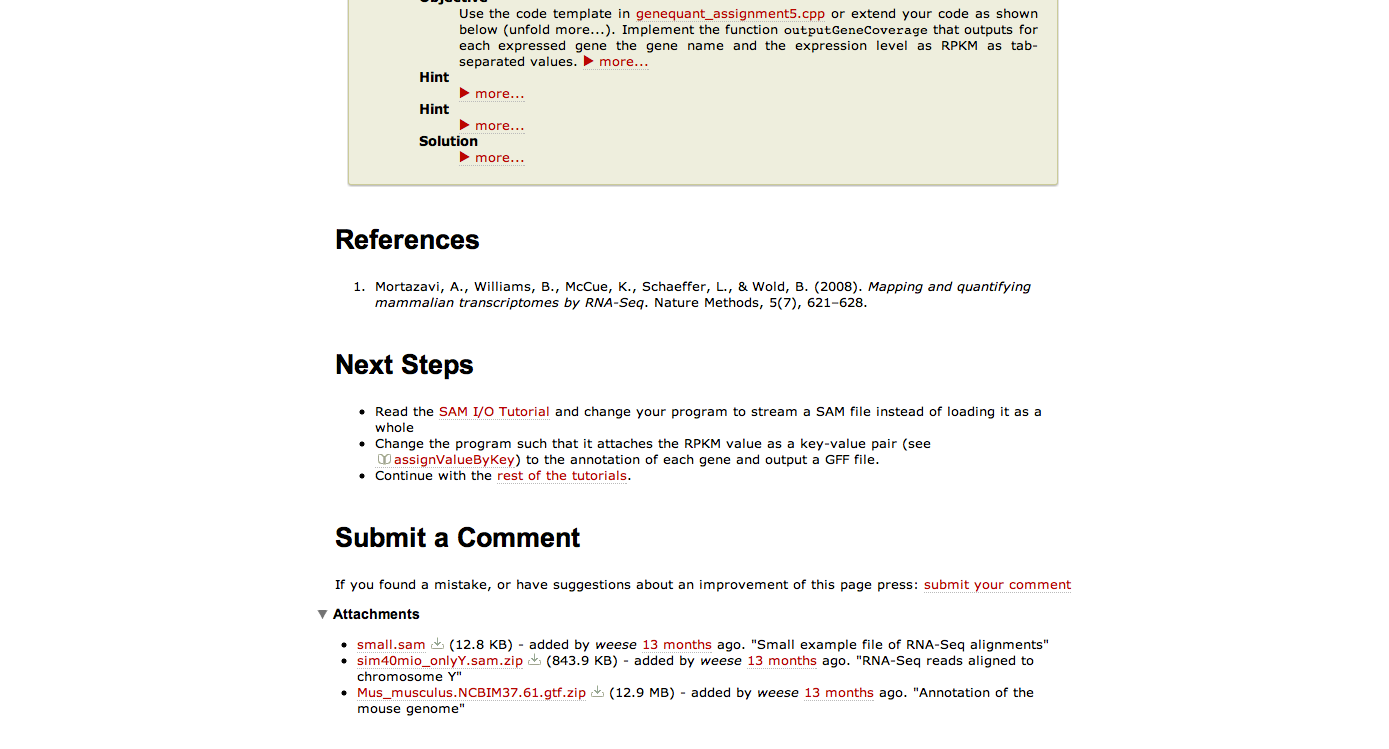 Objective
Use the code template in genequant_assignment5.cpp or extend your code as shown
below (unfold more...). Implement the function outputGeneCoverage that outputs for
each expressed gene the gene name and the expression level as RPKM as tab-
separated values. ▶ more...
Hint
▶ more...
Hint
▶ more...
Solution
▶ more...
References
1. Mortazavi, A., Williams, B., McCue, K., Schaeffer, L., & Wold, B. (2008). Mapping and quantifying
mammalian transcriptomes by RNA-Seq. Nature Methods, 5(7), 621–628.
Next Steps
• Read the SAM I/O Tutorial and change your program to stream a SAM file instead of loading it as a
whole
• Change the program such that it attaches the RPKM value as a key-value pair (see
assignValueByKey) to the annotation of each gene and output a GFF file.
• Continue with the rest of the tutorials.
Submit a Comment
If you found a mistake, or have suggestions about an improvement of this page press: submit your comment
▼ Attachments
• small.sam (12.8 KB) - added by weese 13 months ago. "Small example file of RNA-Seq alignments"
• sim40mio_onlyY.sam.zip (843.9 KB) - added by weese 13 months ago. "RNA-Seq reads aligned to
chromosome Y"
• Mus_musculus.NCBIM37.61.gtf.zip (12.9 MB) - added by weese 13 months ago. "Annotation of the
mouse genome"